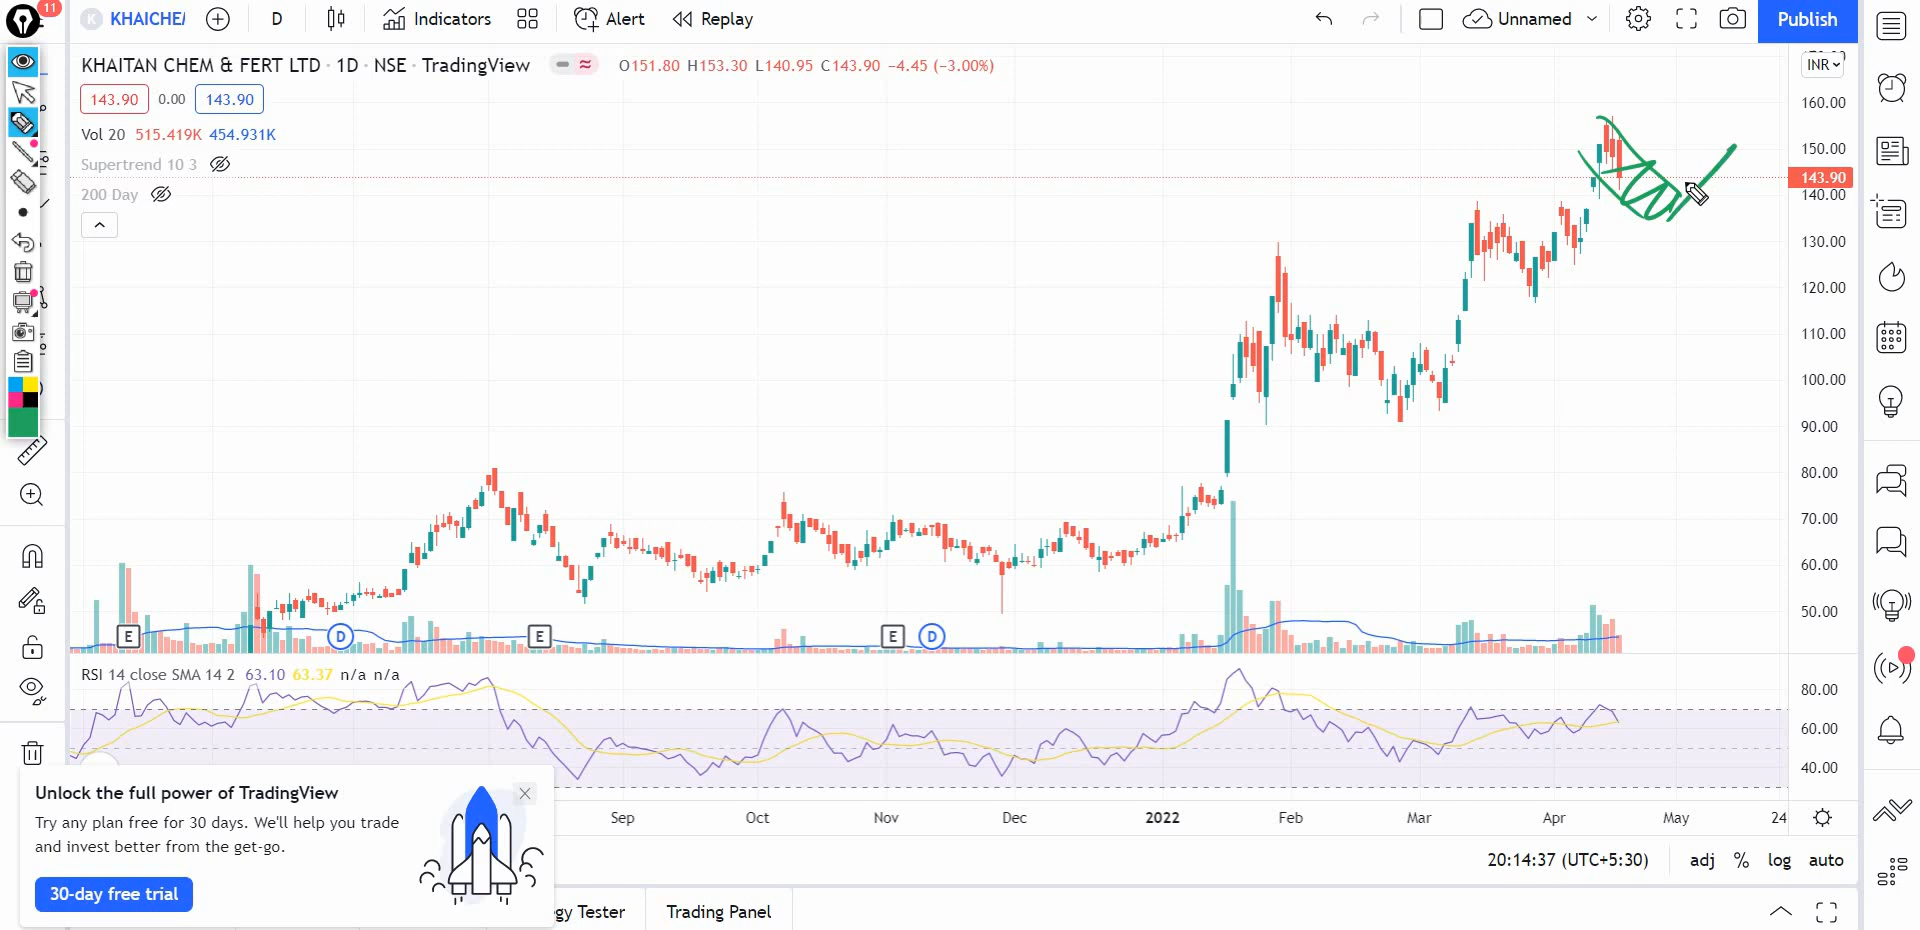 11
K KHAICHEM D Indicators Alert Replay Unnamed Publish
KHAITAN CHEM & FERT LTD · 1D · NSE · TradingView O151.80 H153.30 L140.95 C143.90 −4.45 (−3.00%) INR
143.90 0.00 143.90
Vol 20 515.419K 454.931K
Supertrend 10 3
200 Day
160.00
150.00
143.90
140.00
130.00
120.00
110.00
100.00
90.00
80.00
70.00
60.00
50.00
E D E E D
RSI 14 close SMA 14 2 63.10 63.37 n/a n/a
80.00
60.00
40.00
Sep Oct Nov Dec 2022 Feb Mar Apr May 24
Unlock the full power of TradingView
Try any plan free for 30 days. We'll help you trade
and invest better from the get-go.
30-day free trial
20:14:37 (UTC+5:30) adj % log auto
gy Tester Trading Panel